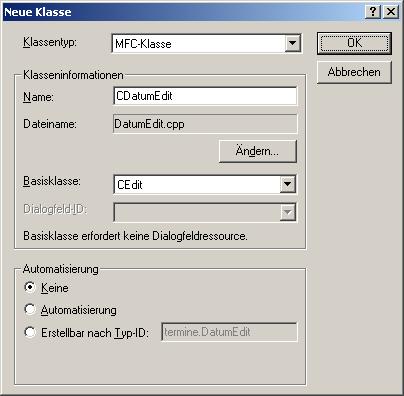 Neue Klasse
Klassentyp: MFC-Klasse OK
Abbrechen
Klasseninformationen
Name: CDatumEdit
Dateiname: DatumEdit.cpp
Ändern...
Basisklasse: CEdit
Dialogfeld-ID:
Basisklasse erfordert keine Dialogfeldressource.
Automatisierung
Keine
Automatisierung
Erstellbar nach Typ-ID: termine.DatumEdit